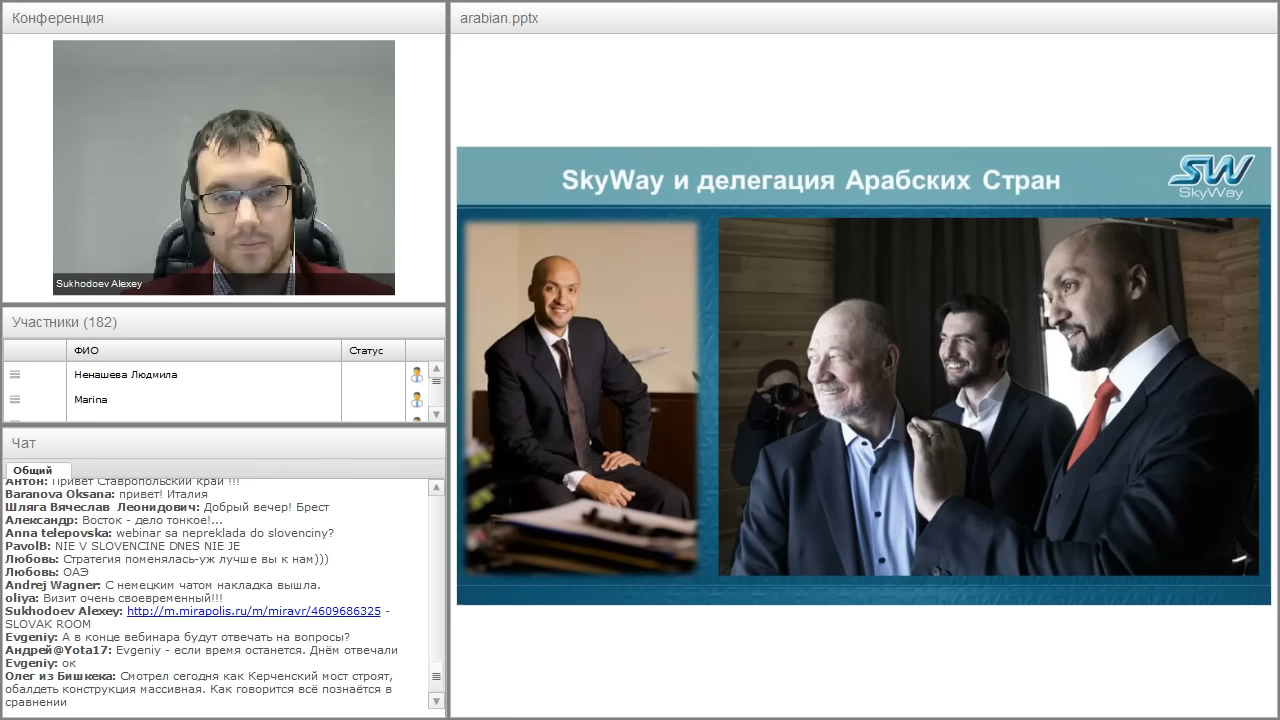 Конференция
Sukhodoev Alexey
Участники (182)
ФИО
Статус
Ненашева Людмила
Marina
Чат
Общий
Антон: Привет Ставропольский край !!!
Baranova Oksana: привет! Италия
Шляга Вячеслав Леонидович: Добрый вечер! Брест
Александр: Восток - дело тонкое!...
Anna telepovska: webinar sa nepreklada do slovenciny?
PavolB: NIE V SLOVENCINE DNES NIE JE
Любовь: Стратегия поменялась-уж лучше вы к нам)))
Любовь: ОАЭ
Andrej Wagner: С немецким чатом накладка вышла.
oliya: Визит очень своевременный!!!
Sukhodoev Alexey: http://m.mirapolis.ru/m/miravr/4609686325 -
SLOVAK ROOM
Evgeniy: А в конце вебинара будут отвечать на вопросы?
Андрей@Yota17: Evgeniy - если время останется. Днём отвечали
Evgeniy: ок
Олег из Бишкека: Смотрел сегодня как Керченский мост строят,
обалдеть конструкция массивная. Как говорится всё познаётся в
сравнении
arabian.pptx
SkyWay и делегация Арабских Стран
SW
SkyWay